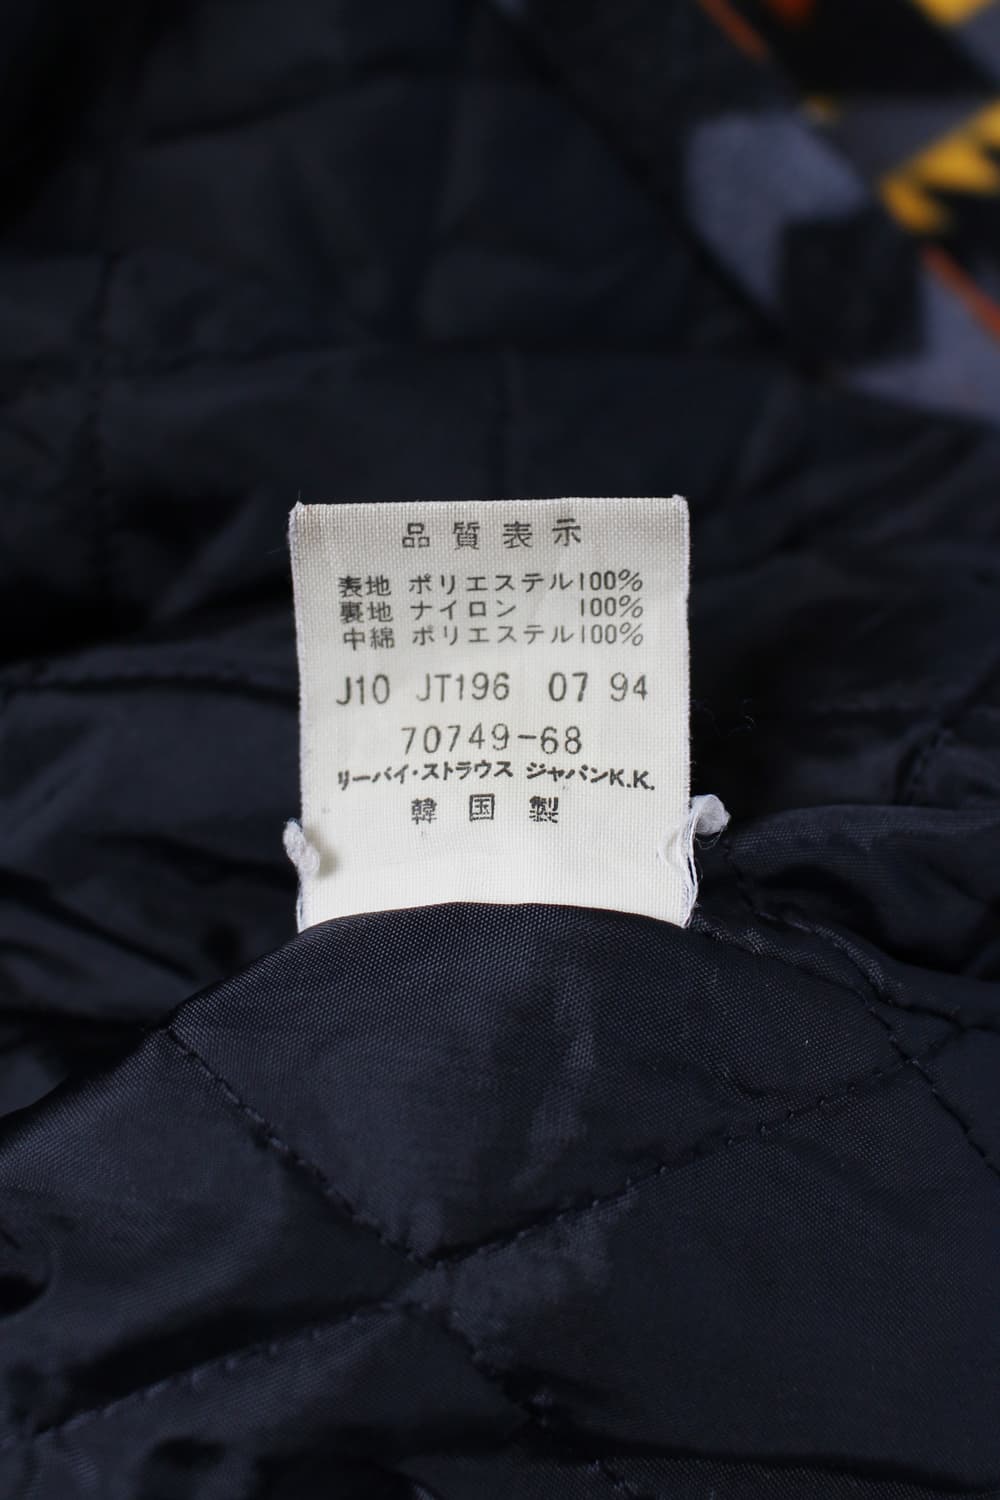 品質表示
表地 ポリエステル100%
裏地 ナイロン 100%
中綿 ポリエステル100%
J10 JT196 07 94
70749-68
リーバイ・ストラウス ジャパンK.K.
韓国製